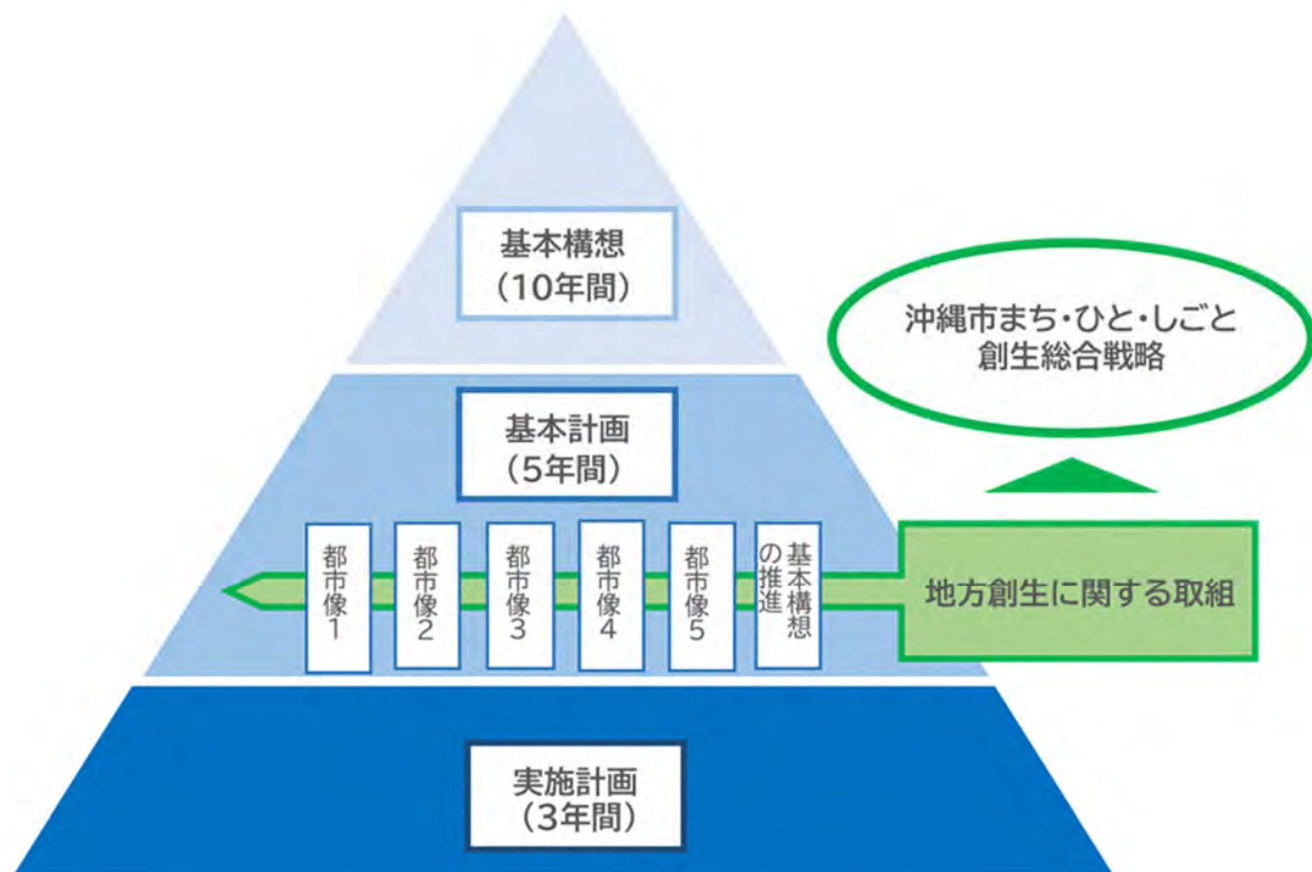 基本構想
（10年間）
沖縄市まち・ひと・しごと
創生総合戦略
基本計画
（5年間）
都市像1
都市像2
都市像3
都市像4
都市像5
基本構想
の推進
地方創生に関する取組
実施計画
（3年間）